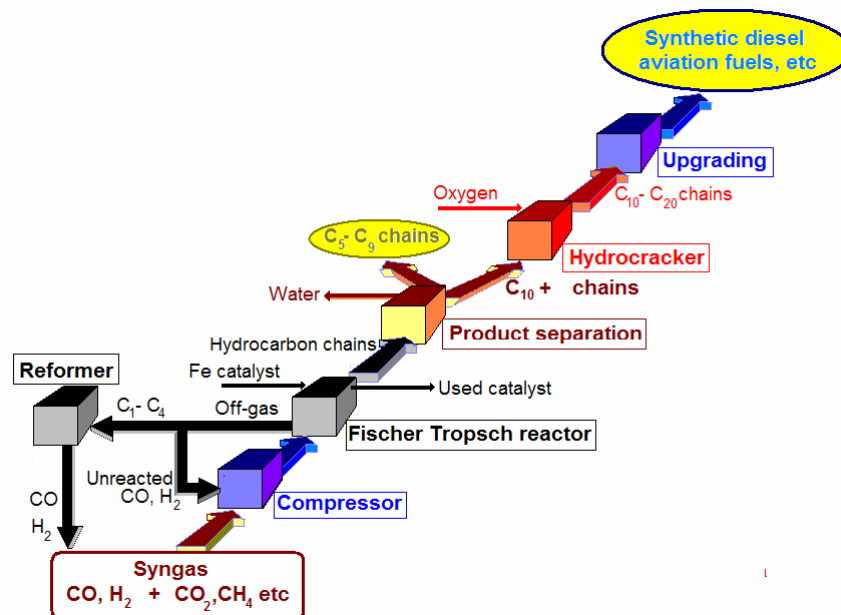 Synthetic diesel
aviation fuels, etc
Upgrading
Oxygen
C10- C20 chains
C5- C9 chains
Hydrocracker
Water
C10 + chains
Product separation
Hydrocarbon chains
Reformer
Fe catalyst
Used catalyst
C1- C4
Off-gas
Fischer Tropsch reactor
Unreacted
CO, H2
Compressor
CO
H2
Syngas
CO, H2 + CO2,CH4 etc